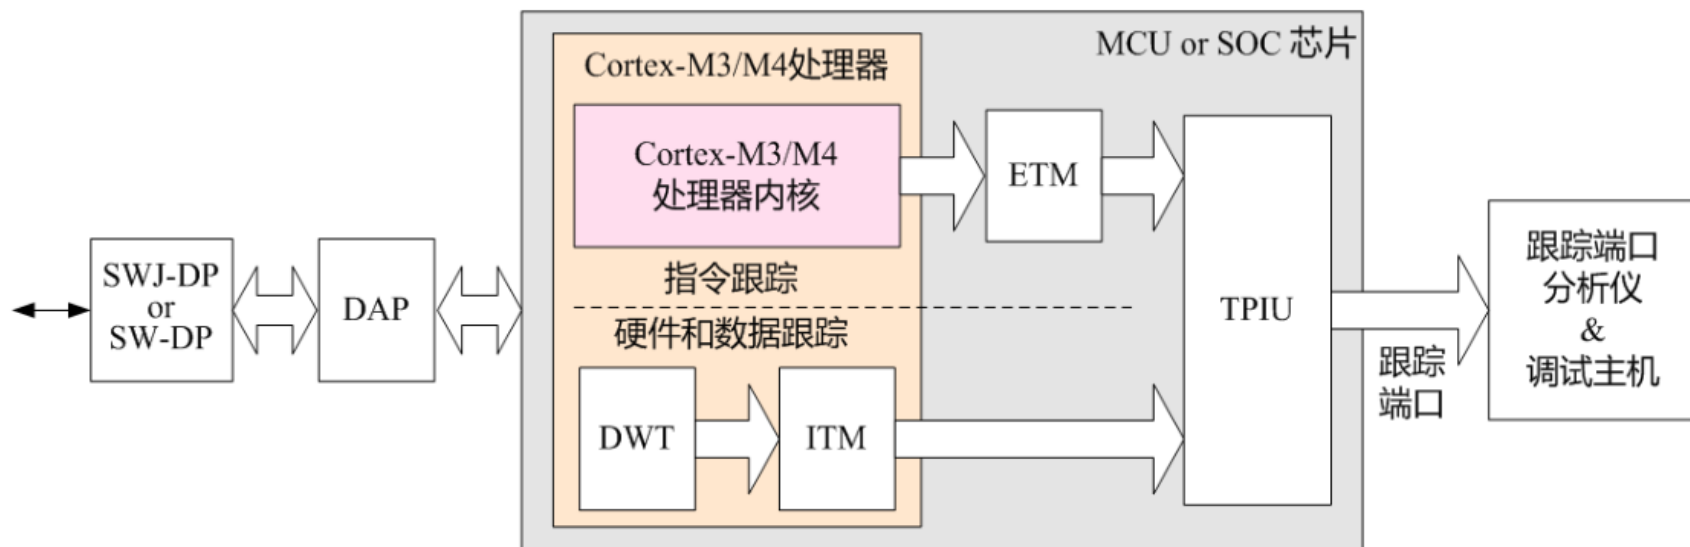 MCU or SOC 芯片
Cortex-M3/M4处理器
Cortex-M3/M4
处理器内核
ETM
指令跟踪
硬件和数据跟踪
SWJ-DP
or
SW-DP
DAP
DWT
ITM
TPIU
跟踪
端口
跟踪端口
分析仪
&
调试主机